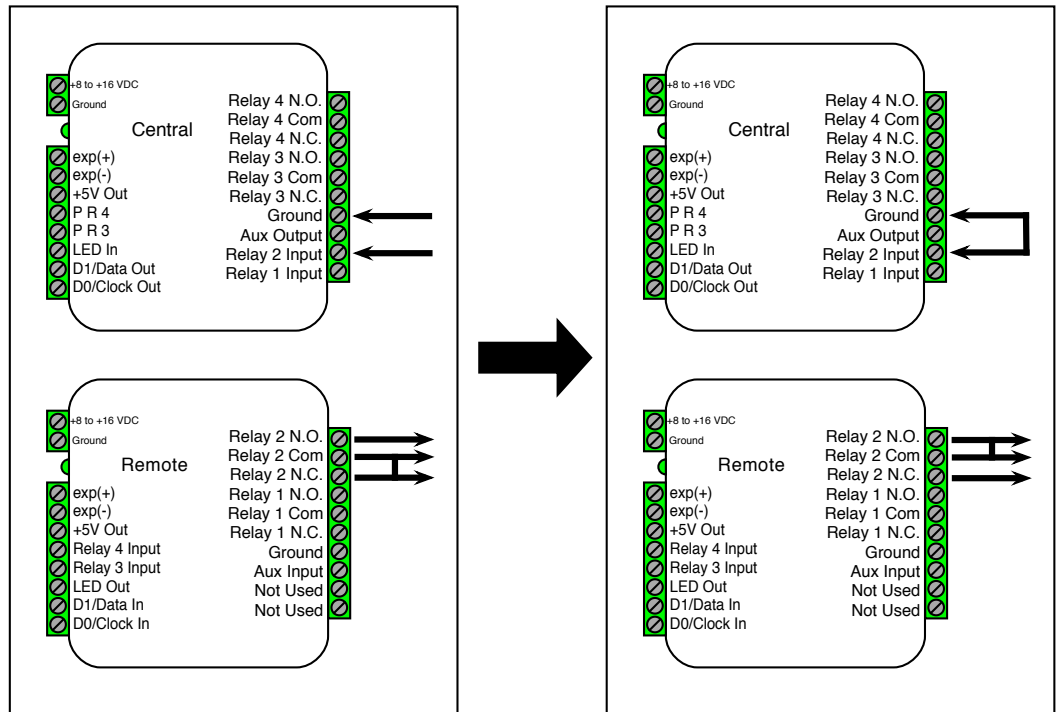 +8 to +16 VDC
Ground
Central
exp(+)
exp(-)
+5V Out
P R 4
P R 3
LED In
D1/Data Out
D0/Clock Out
Relay 4 N.O.
Relay 4 Com
Relay 4 N.C.
Relay 3 N.O.
Relay 3 Com
Relay 3 N.C.
Ground
Aux Output
Relay 2 Input
Relay 1 Input
+8 to +16 VDC
Ground
Remote
exp(+)
exp(-)
+5V Out
Relay 4 Input
Relay 3 Input
LED Out
D1/Data In
D0/Clock In
Relay 2 N.O.
Relay 2 Com
Relay 2 N.C.
Relay 1 N.O.
Relay 1 Com
Relay 1 N.C.
Ground
Aux Input
Not Used
Not Used
+8 to +16 VDC
Ground
Central
exp(+)
exp(-)
+5V Out
P R 4
P R 3
LED In
D1/Data Out
D0/Clock Out
Relay 4 N.O.
Relay 4 Com
Relay 4 N.C.
Relay 3 N.O.
Relay 3 Com
Relay 3 N.C.
Ground
Aux Output
Relay 2 Input
Relay 1 Input
+8 to +16 VDC
Ground
Remote
exp(+)
exp(-)
+5V Out
Relay 4 Input
Relay 3 Input
LED Out
D1/Data In
D0/Clock In
Relay 2 N.O.
Relay 2 Com
Relay 2 N.C.
Relay 1 N.O.
Relay 1 Com
Relay 1 N.C.
Ground
Aux Input
Not Used
Not Used